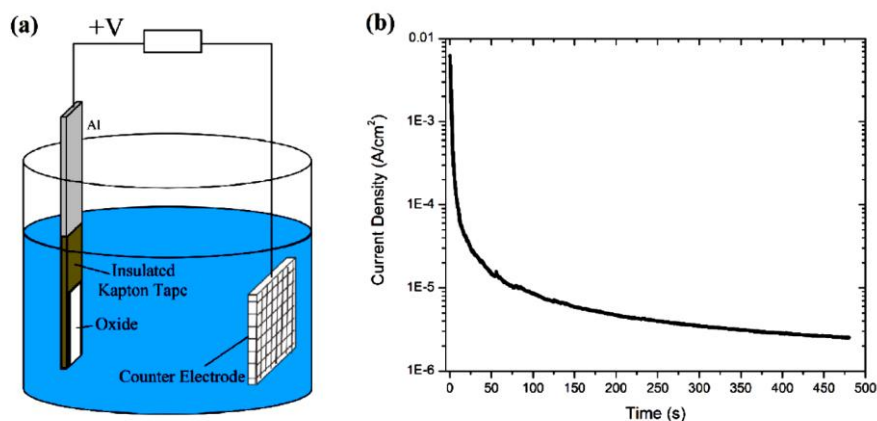 (a)
+V
Al
Insulated
Kapton Tape
Oxide
Counter Electrode
(b)
Current Density (A/cm²)
0.01
1E-3
1E-4
1E-5
1E-6
0 50 100 150 200 250 300 350 400 450 500
Time (s)